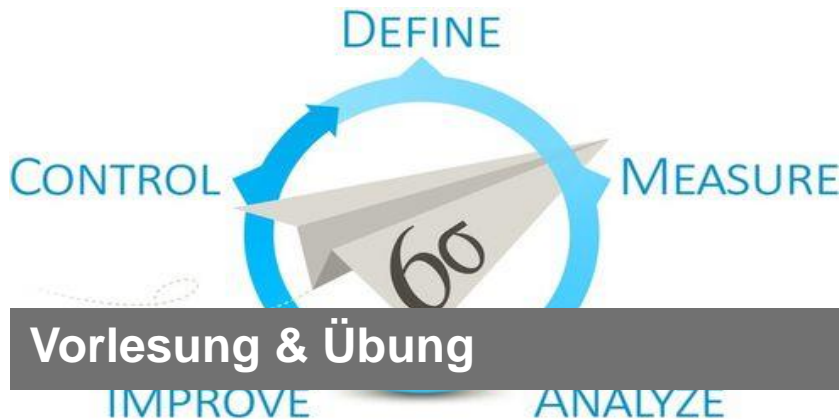 DEFINE
CONTROL
MEASURE
6σ
Vorlesung & Übung
IMPROVE
ANALYZE